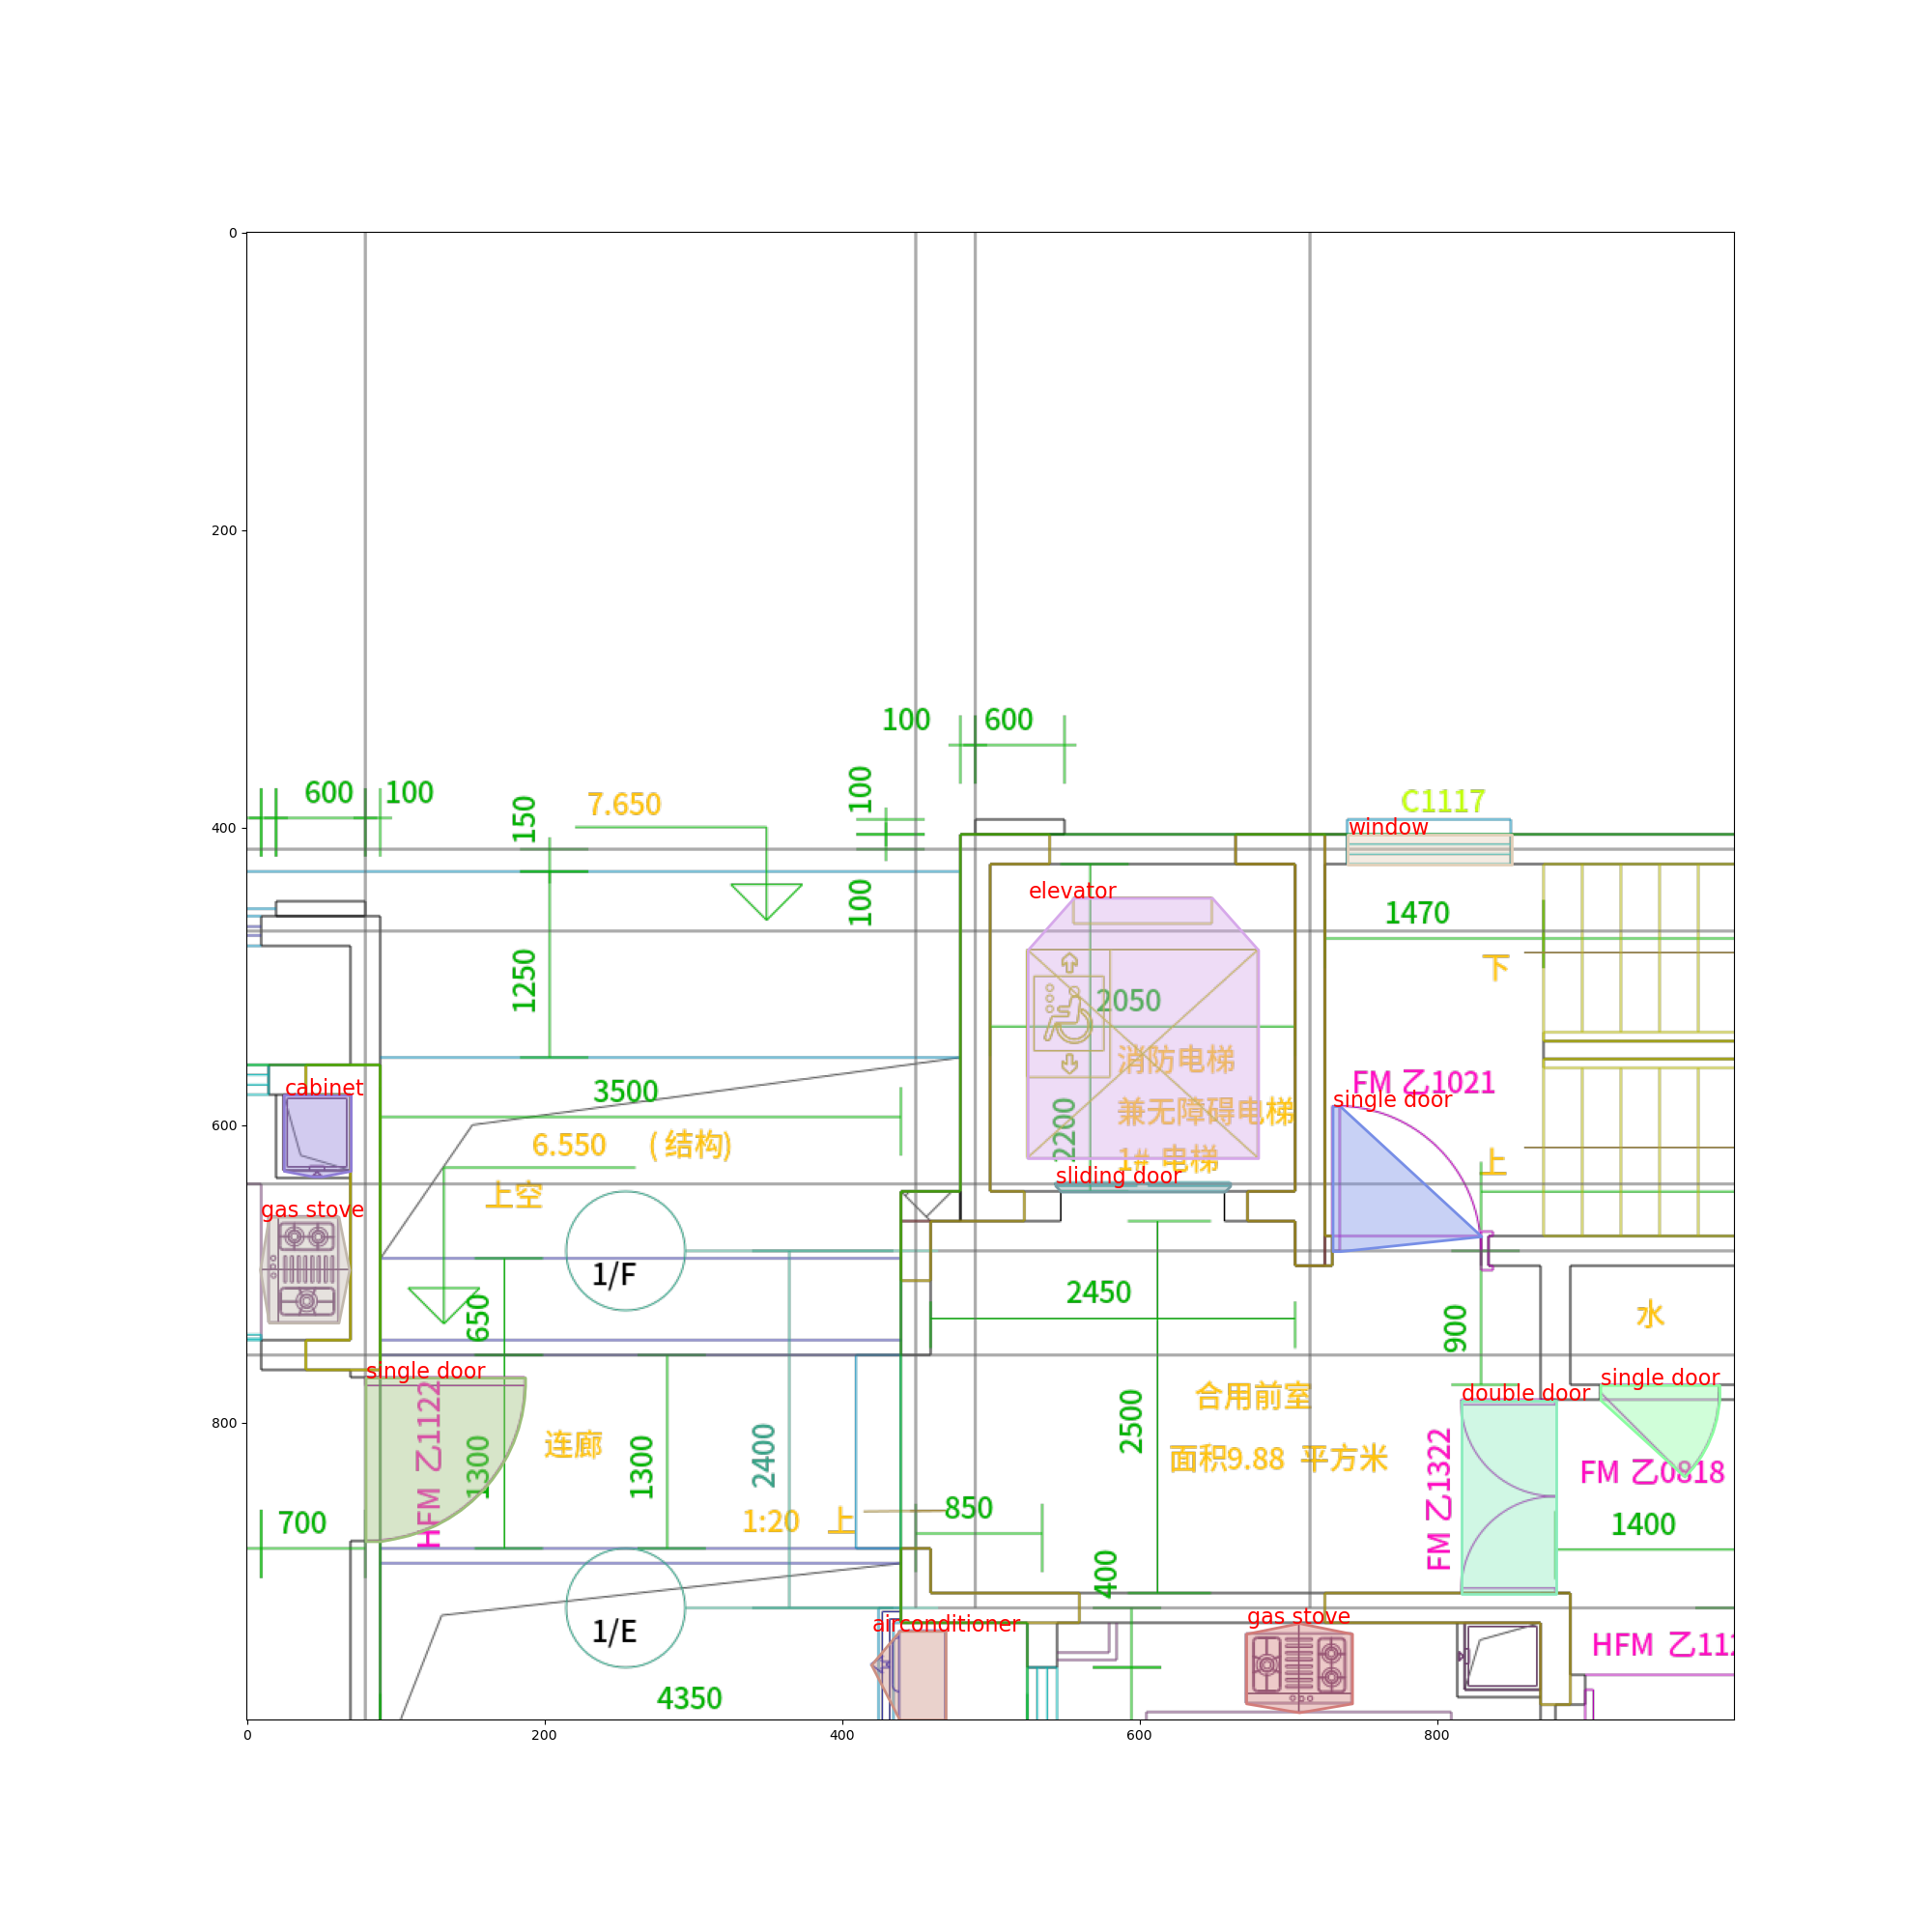 0
200
400
600
800
100
600
600
100
150
7.650
100
C1117
window
elevator
100
1470
下
1250
2050
消防电梯
cabinet
3500
FM 乙1021
single door
兼无障碍电梯
2200
6.550 (结构)
1# 电梯
上
上空
sliding door
gas stove
1/F
650
2450
900
水
single door
HFM 乙1122
合用前室
double door
single door
连廊
1300
1300
2400
2500
面积9.88 平方米
FM 乙1322
FM 乙0818
700
1:20 上
850
1400
400
1/E
airconditioner
gas stove
HFM 乙112
4350
0
200
400
600
800